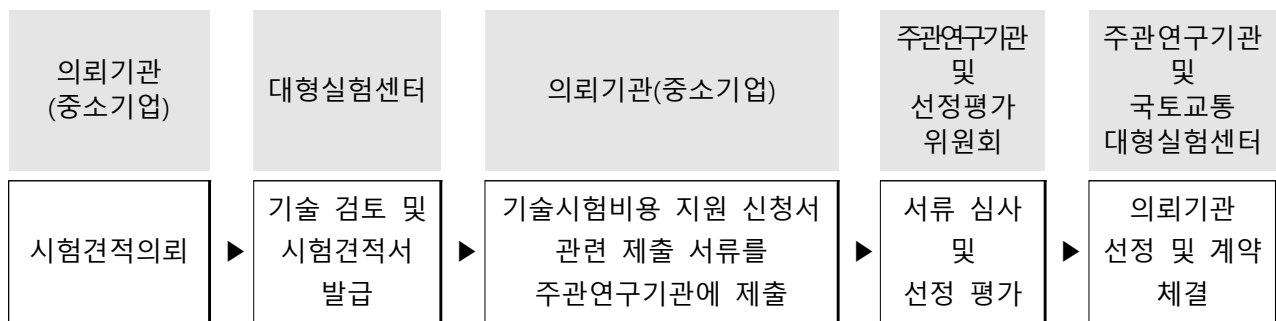 의뢰기관
(중소기업)
대형실험센터
의뢰기관(중소기업)
주관연구기관
및
선정평가
위원회
주관연구기관
및
국토교통
대형실험센터
시험견적의뢰
▶
기술 검토 및
시험견적서
발급
▶
기술시험비용 지원 신청서
관련 제출 서류를
주관연구기관에 제출
▶
서류 심사
및
선정 평가
▶
의뢰기관
선정 및 계약
체결